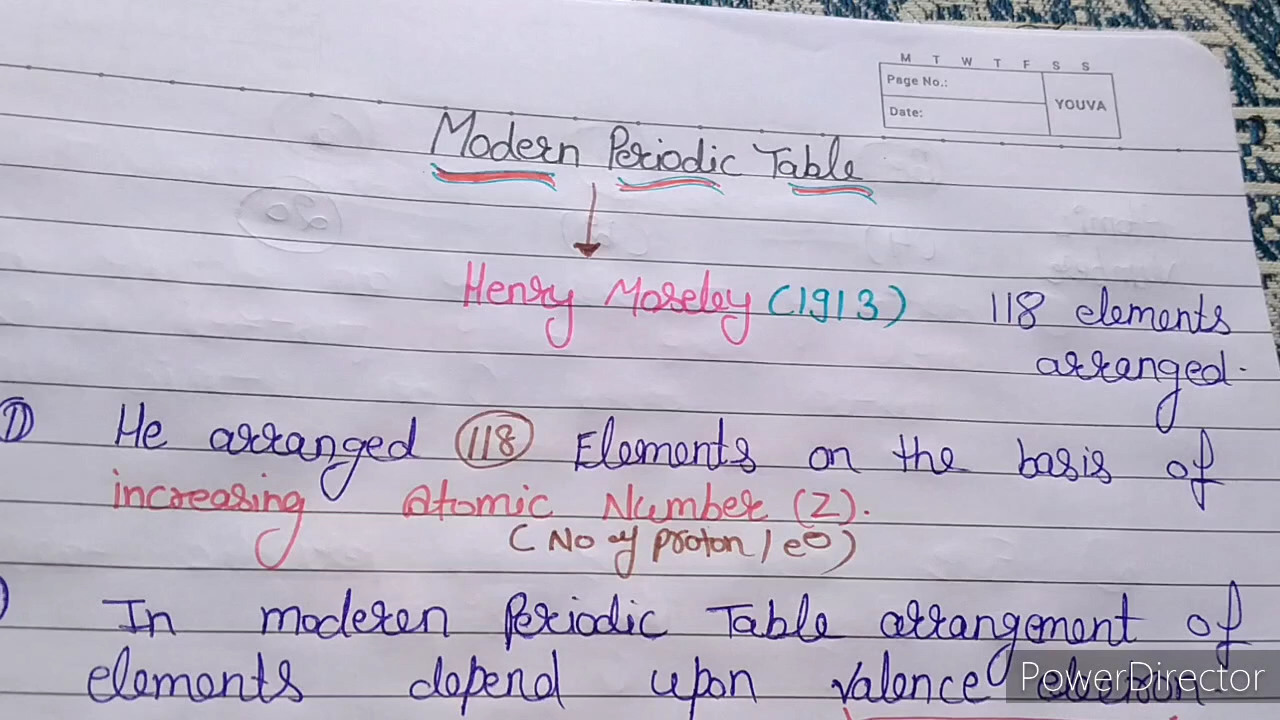 M T W T F S S
Page No.:
Date:
YOUVA
Modern Periodic Table
Henry Moseley (1913) 118 elements
arranged.
① He arranged 118 Elements on the basis of
increasing Atomic Number (Z).
(No of proton / e⊖)
In moderen Periodic Table arrangement of
elements depend upon valence electron
PowerDirector